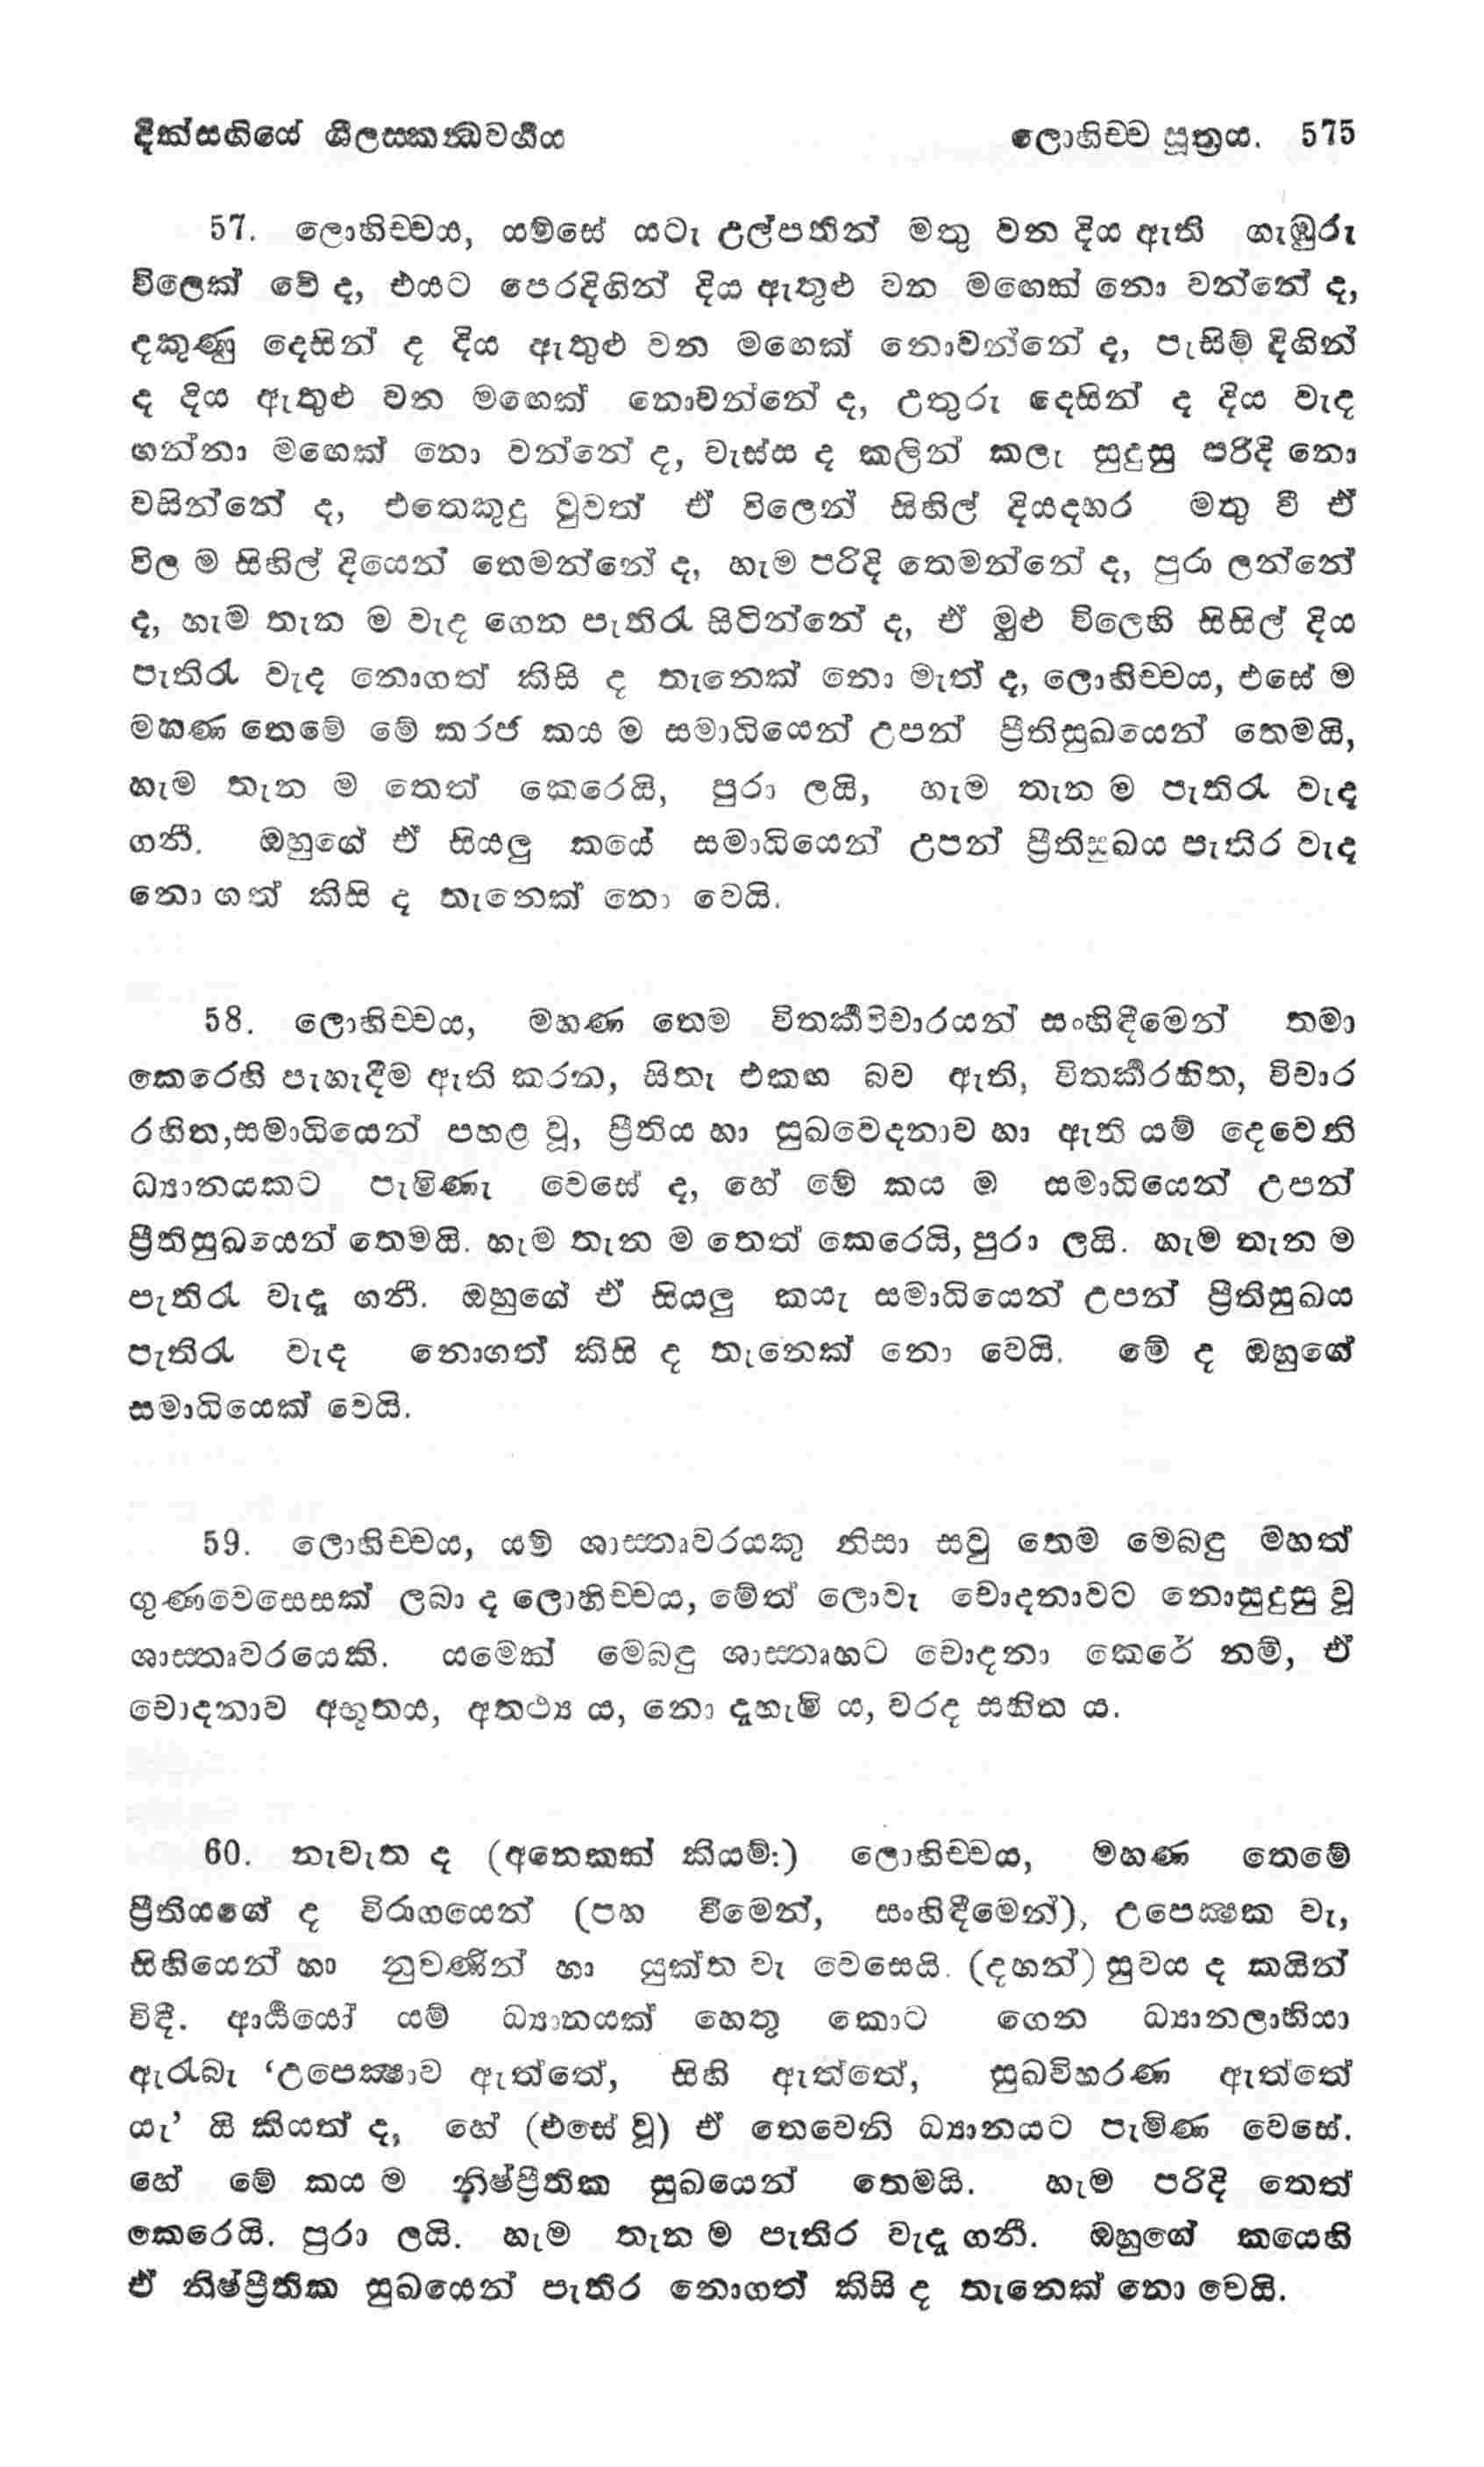 දික්සඟියේ ශීලස්කන්ධවර්ගය ලොහිච්ච සූත්‍රය. 575
57. ලොහිච්චය, යම්සේ යටැ උල්පතින් මතු වන දිය ඇති ගැඹුරු
විලෙක් වේ ද, එයට පෙරදිගින් දිය ඇතුළු වන මඟෙක් නො වන්නේ ද,
දකුණු දෙසින් ද දිය ඇතුළු වන මඟෙක් නොවන්නේ ද, පැසිම් දිගින්
ද දිය ඇතුළු වන මඟෙක් නොවන්නේ ද, උතුරු දෙසින් ද දිය වැද
ගන්නා මඟෙක් නො වන්නේ ද, වැස්ස ද කලින් කලැ සුදුසු පරිදි නො
වසින්නේ ද, එතෙකුදු වුවත් ඒ විලෙන් සිහිල් දියදහර මතු වී ඒ
විල ම සිහිල් දියෙන් තෙමන්නේ ද, හැම පරිදි තෙමන්නේ ද, පුරා ලන්නේ
ද, හැම තැන ම වැද ගෙන පැතිරැ සිටින්නේ ද, ඒ මුළු විලෙහි සිසිල් දිය
පැතිරැ වැද නොගත් කිසි ද තැනෙක් නො මැත් ද, ලොහිච්චය, එසේ ම
මහණ තෙමේ මේ කරජ කය ම සමාධියෙන් උපන් ප්‍රීතිසුඛයෙන් තෙමයි,
හැම තැන ම තෙත් කෙරෙයි, පුරා ලයි, හැම තැන ම පැතිරැ වැද
ගනී. ඔහුගේ ඒ සියලු කයේ සමාධියෙන් උපන් ප්‍රීතිසුඛය පැතිර වැද
නො ගත් කිසි ද තැනෙක් නො වෙයි.
58. ලොහිච්චය, මහණ තෙම විතර්කවිචාරයන් සංහිඳීමෙන් තමා
කෙරෙහි පැහැදීම ඇති කරන, සිතැ එකඟ බව ඇති, විතර්කරහිත, විචාර
රහිත,සමාධියෙන් පහළ වූ, ප්‍රීතිය හා සුඛවෙදනාව හා ඇති යම් දෙවෙනි
ධ්‍යානයකට පැමිණැ වෙසේ ද, හේ මේ කය ම සමාධියෙන් උපන්
ප්‍රීතිසුඛයෙන් තෙමයි. හැම තැන ම තෙත් කෙරෙයි, පුරා ලයි. හැම තැන ම
පැතිරැ වැදැ ගනී. ඔහුගේ ඒ සියලු කයැ සමාධියෙන් උපන් ප්‍රීතිසුඛය
පැතිරැ වැද නොගත් කිසි ද තැනෙක් නො වෙයි. මේ ද ඔහුගේ
සමාධියෙක් වෙයි.
59. ලොහිච්චය, යම් ශාස්තෘවරයකු නිසා සවු තෙම මෙබඳු මහත්
ගුණවෙසෙසක් ලබා ද ලොහිච්චය, මේත් ලොවැ චොදනාවට නොසුදුසු වූ
ශාස්තෘවරයෙකි. යමෙක් මෙබඳු ශාස්තෘහට චොදනා කෙරේ නම්, ඒ
චොදනාව අභූතය, අතථ්‍ය ය, නො දැහැමි ය, වරද සහිත ය.
60. නැවැත ද (අනෙකක් කියම්:) ලොහිච්චය, මහණ තෙමේ
ප්‍රීතියගේ ද විරාගයෙන් (පහ වීමෙන්, සංහිඳීමෙන්), උපෙක්‍ෂක වැ,
සිහියෙන් හා නුවණින් හා යුක්ත වැ වෙසෙයි. (දහන්) සුවය ද කයින්
විඳී. ආර්‍ය්‍යයෝ යම් ධ්‍යානයක් හෙතු කොට ගෙන ධ්‍යානලාභියා
ඇරැබැ ‘උපෙක්‍ෂාව ඇත්තේ, සිහි ඇත්තේ, සුඛවිහරණ ඇත්තේ
යැ’ යි කියත් ද, හේ (එසේ වූ) ඒ තෙවෙනි ධ්‍යානයට පැමිණ වෙසේ.
හේ මේ කය ම නිෂ්ප්‍රීතික සුඛයෙන් තෙමයි. හැම පරිදි තෙත්
කෙරෙයි. පුරා ලයි. හැම තැන ම පැතිර වැදැ ගනී. ඔහුගේ කයෙහි
ඒ නිෂ්ප්‍රීතික සුඛයෙන් පැතිර නොගත් කිසි ද තැනෙක් නො වෙයි.